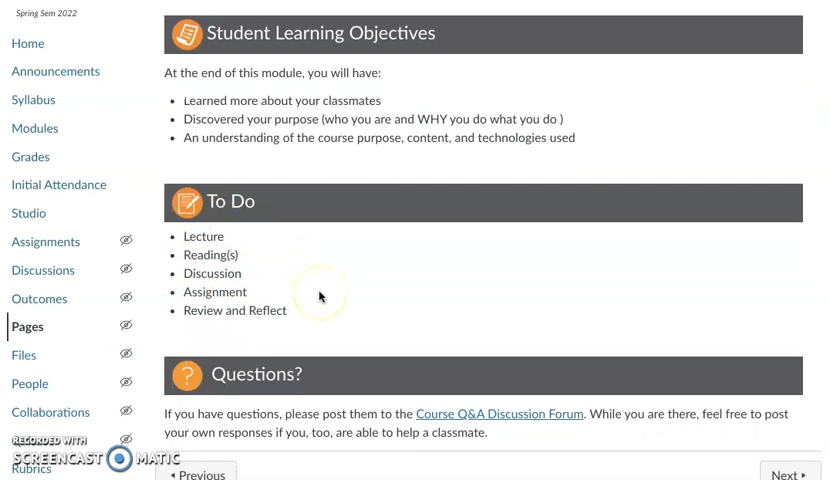 Spring Sem 2022
Home
Announcements
Syllabus
Modules
Grades
Initial Attendance
Studio
Assignments
Discussions
Outcomes
Pages
Files
People
Collaborations
Rubrics
RECORDED WITH
SCREENCAST MATIC
Student Learning Objectives
At the end of this module, you will have:
Learned more about your classmates
Discovered your purpose (who you are and WHY you do what you do )
An understanding of the course purpose, content, and technologies used
To Do
Lecture
Reading(s)
Discussion
Assignment
Review and Reflect
? Questions?
If you have questions, please post them to the Course Q&A Discussion Forum. While you are there, feel free to post
your own responses if you, too, are able to help a classmate.
Previous
Next